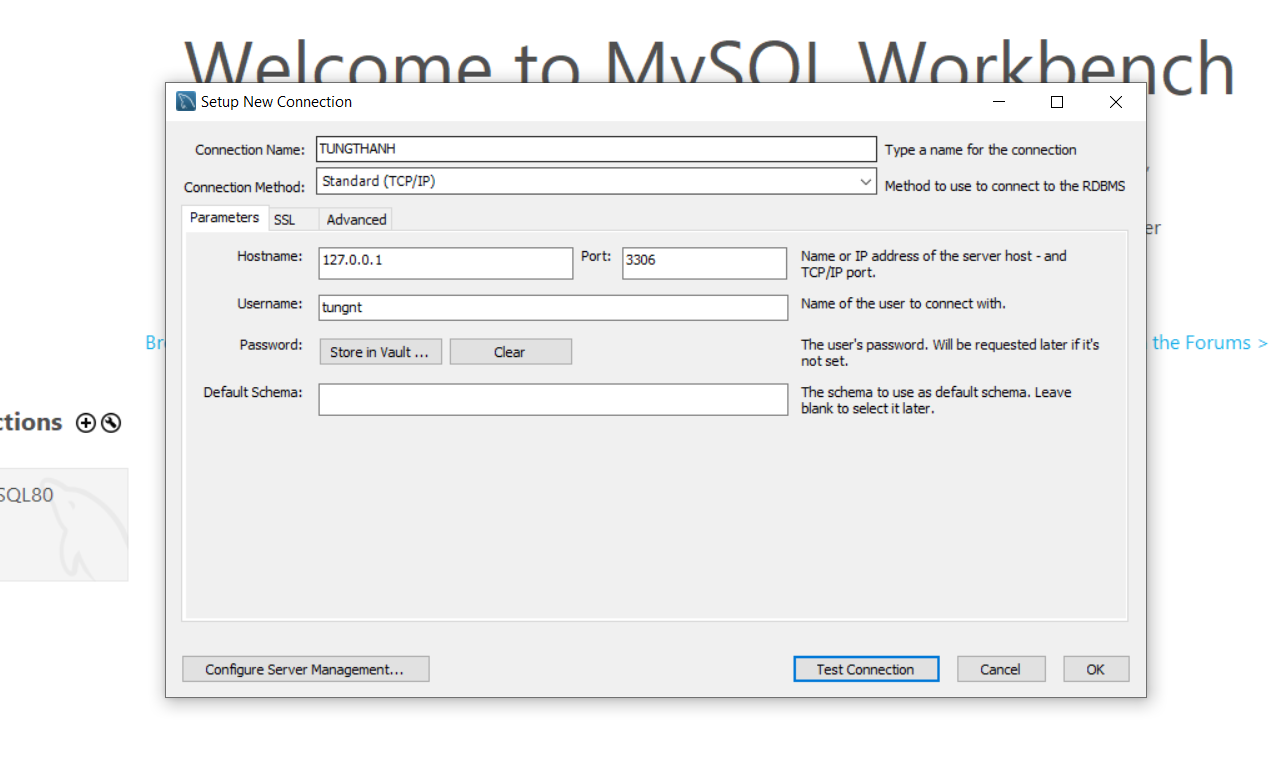 Welcome to MySQL Workbench
Setup New Connection
Connection Name: TUNGTHANH Type a name for the connection
Connection Method: Standard (TCP/IP) Method to use to connect to the RDBMS
Parameters SSL Advanced
Hostname: 127.0.0.1 Port: 3306 Name or IP address of the server host - and
TCP/IP port.
Username: tungnt Name of the user to connect with.
Password: Store in Vault ... Clear The user's password. Will be requested later if it's
not set.
Default Schema: The schema to use as default schema. Leave
blank to select it later.
er
Br
the Forums >
ctions
SQL80
Configure Server Management... Test Connection Cancel OK